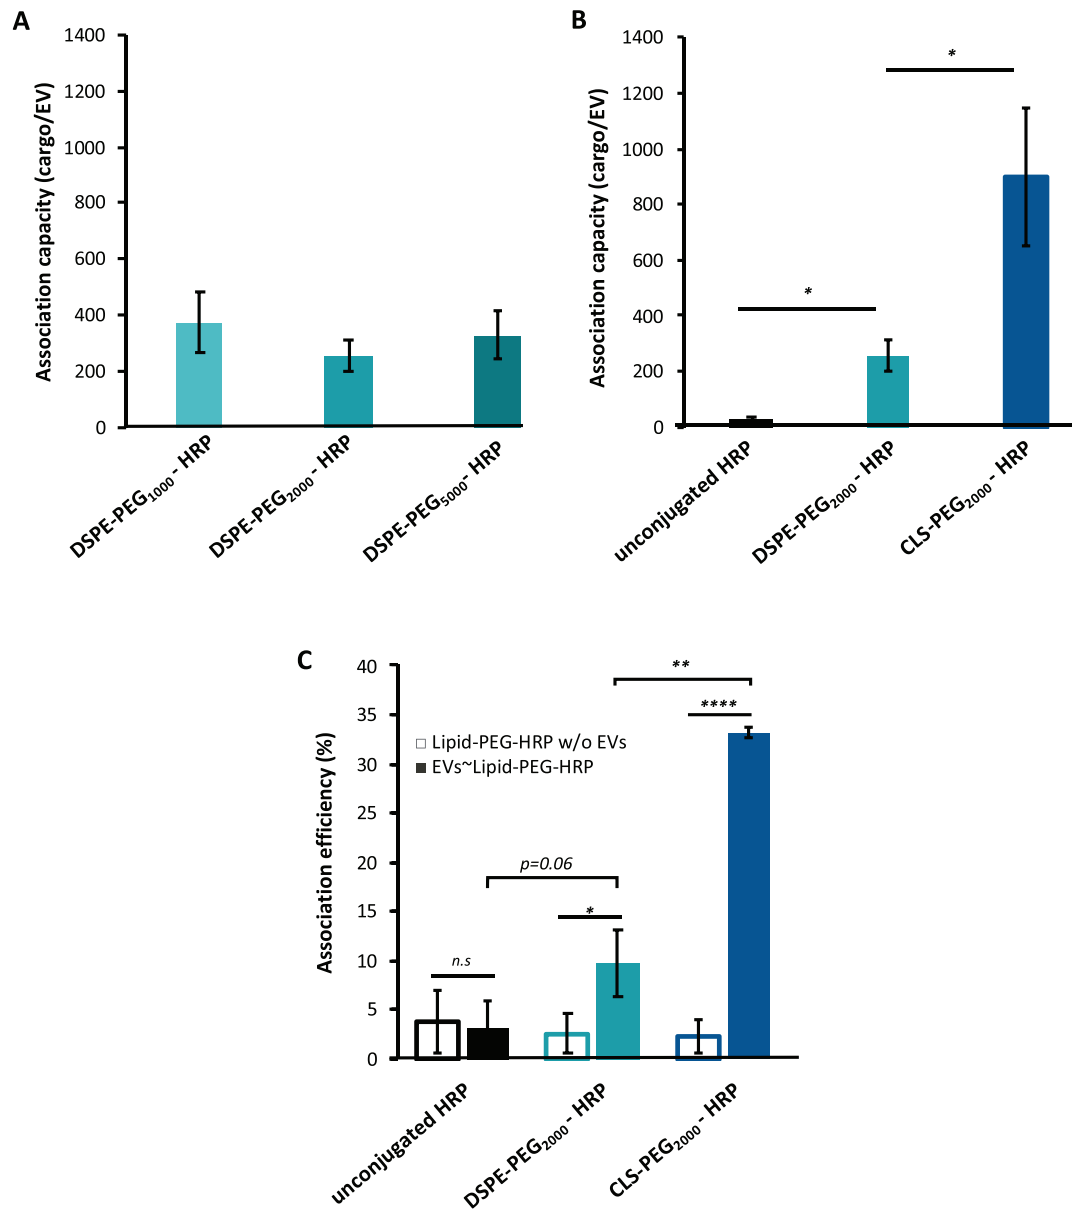 A
Association capacity (cargo/EV)
1400
1200
1000
800
600
400
200
0
DSPE-PEG1000 - HRP
DSPE-PEG2000 - HRP
DSPE-PEG5000 - HRP
B
Association capacity (cargo/EV)
1400
1200
1000
800
600
400
200
0
*
*
unconjugated HRP
DSPE-PEG2000 - HRP
CLS-PEG2000 - HRP
C
Association efficiency (%)
40
35
30
25
20
15
10
5
0
**
****
Lipid-PEG-HRP w/o EVs
EVs~Lipid-PEG-HRP
p=0.06
*
n.s
unconjugated HRP
DSPE-PEG2000 - HRP
CLS-PEG2000 - HRP